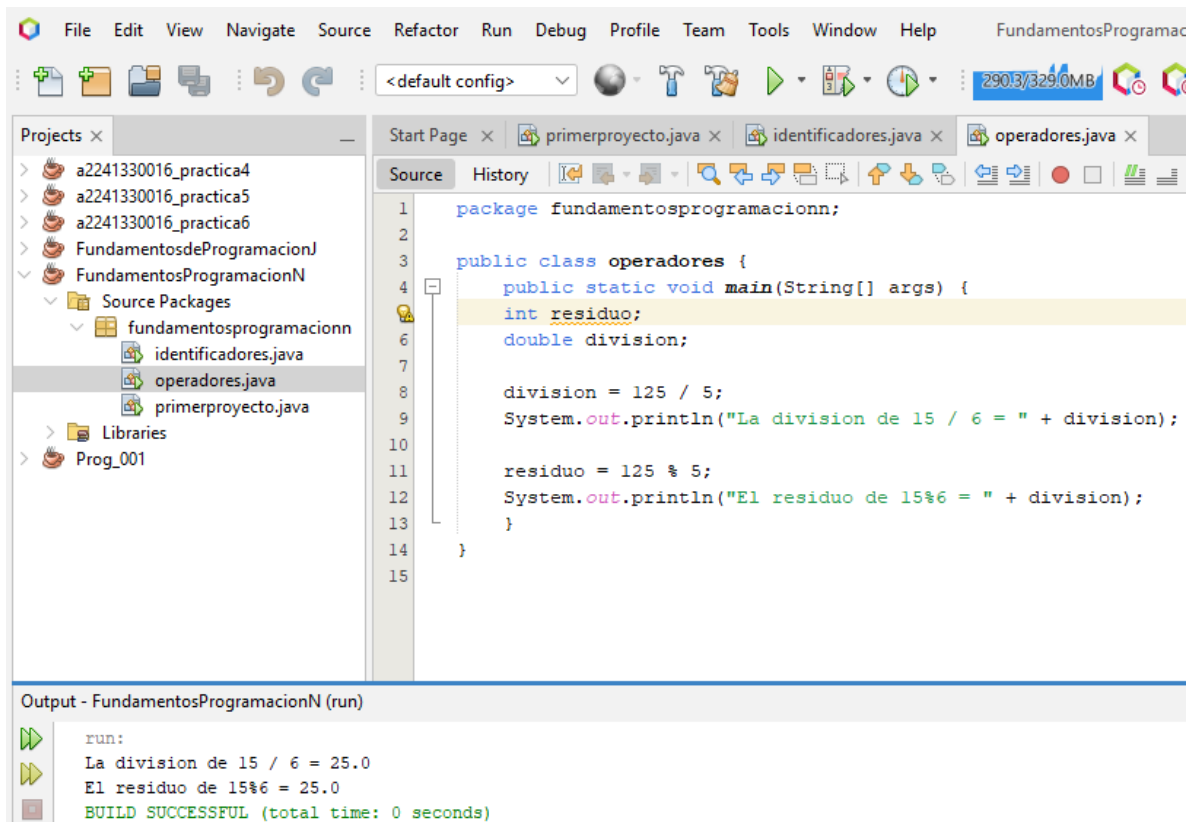 File Edit View Navigate Source Refactor Run Debug Profile Team Tools Window Help FundamentosProgramac
<default config> 290.3/329.0MB
Projects
Start Page primerproyecto.java identificadores.java operadores.java
a2241330016_practica4
a2241330016_practica5
a2241330016_practica6
FundamentosdeProgramacionJ
FundamentosProgramacionN
Source Packages
fundamentosprogramacionn
identificadores.java
operadores.java
primerproyecto.java
Libraries
Prog_001
Source History
1 package fundamentosprogramacionn;
2
3 public class operadores {
4 public static void main(String[] args) {
int residuo;
6 double division;
7
8 division = 125 / 5;
9 System.out.println("La division de 15 / 6 = " + division);
10
11 residuo = 125 % 5;
12 System.out.println("El residuo de 15%6 = " + division);
13 }
14 }
15
Output - FundamentosProgramacionN (run)
run:
La division de 15 / 6 = 25.0
El residuo de 15%6 = 25.0
BUILD SUCCESSFUL (total time: 0 seconds)